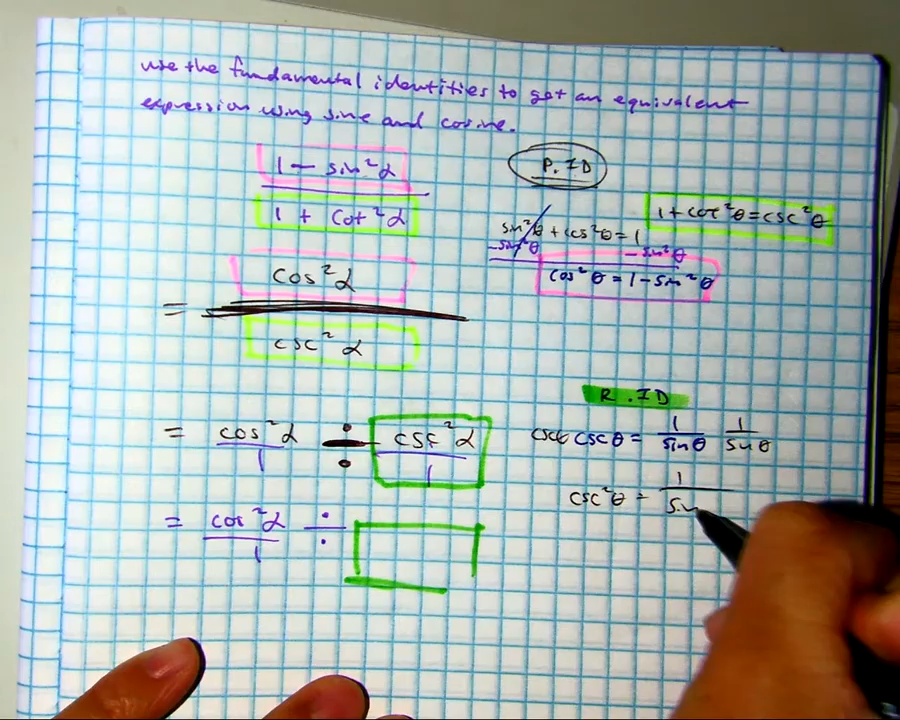 use the fundamental identities to get an equivalent
expression using sine and cosine.
1 - sin²α
1 + cot²α
P.ID
1 + cot²θ = csc²θ
sin²θ + cos²θ = 1
-sin²θ -sin²θ
cos²θ = 1 - sin²θ
= cos²α
csc²α
R.ID
= cos²α ÷ csc²α
1 1
cscθ cscθ = 1 1
sinθ sinθ
csc²θ = 1
sin
= cos²α ÷
1